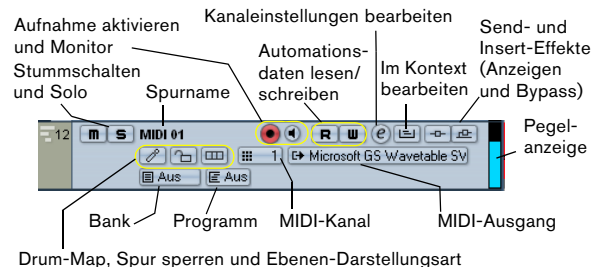 Kanaleinstellungen bearbeiten
Aufnahme aktivieren
und Monitor
Stummschalten
und Solo
Spurname
Automations-
daten lesen/
schreiben
Im Kontext
bearbeiten
Send- und
Insert-Effekte
(Anzeigen
und Bypass)
Pegel-
anzeige
12 m S MIDI 01 R W e
1 Microsoft GS Wavetable SV
Aus Aus
Bank Programm MIDI-Kanal MIDI-Ausgang
Drum-Map, Spur sperren und Ebenen-Darstellungsart